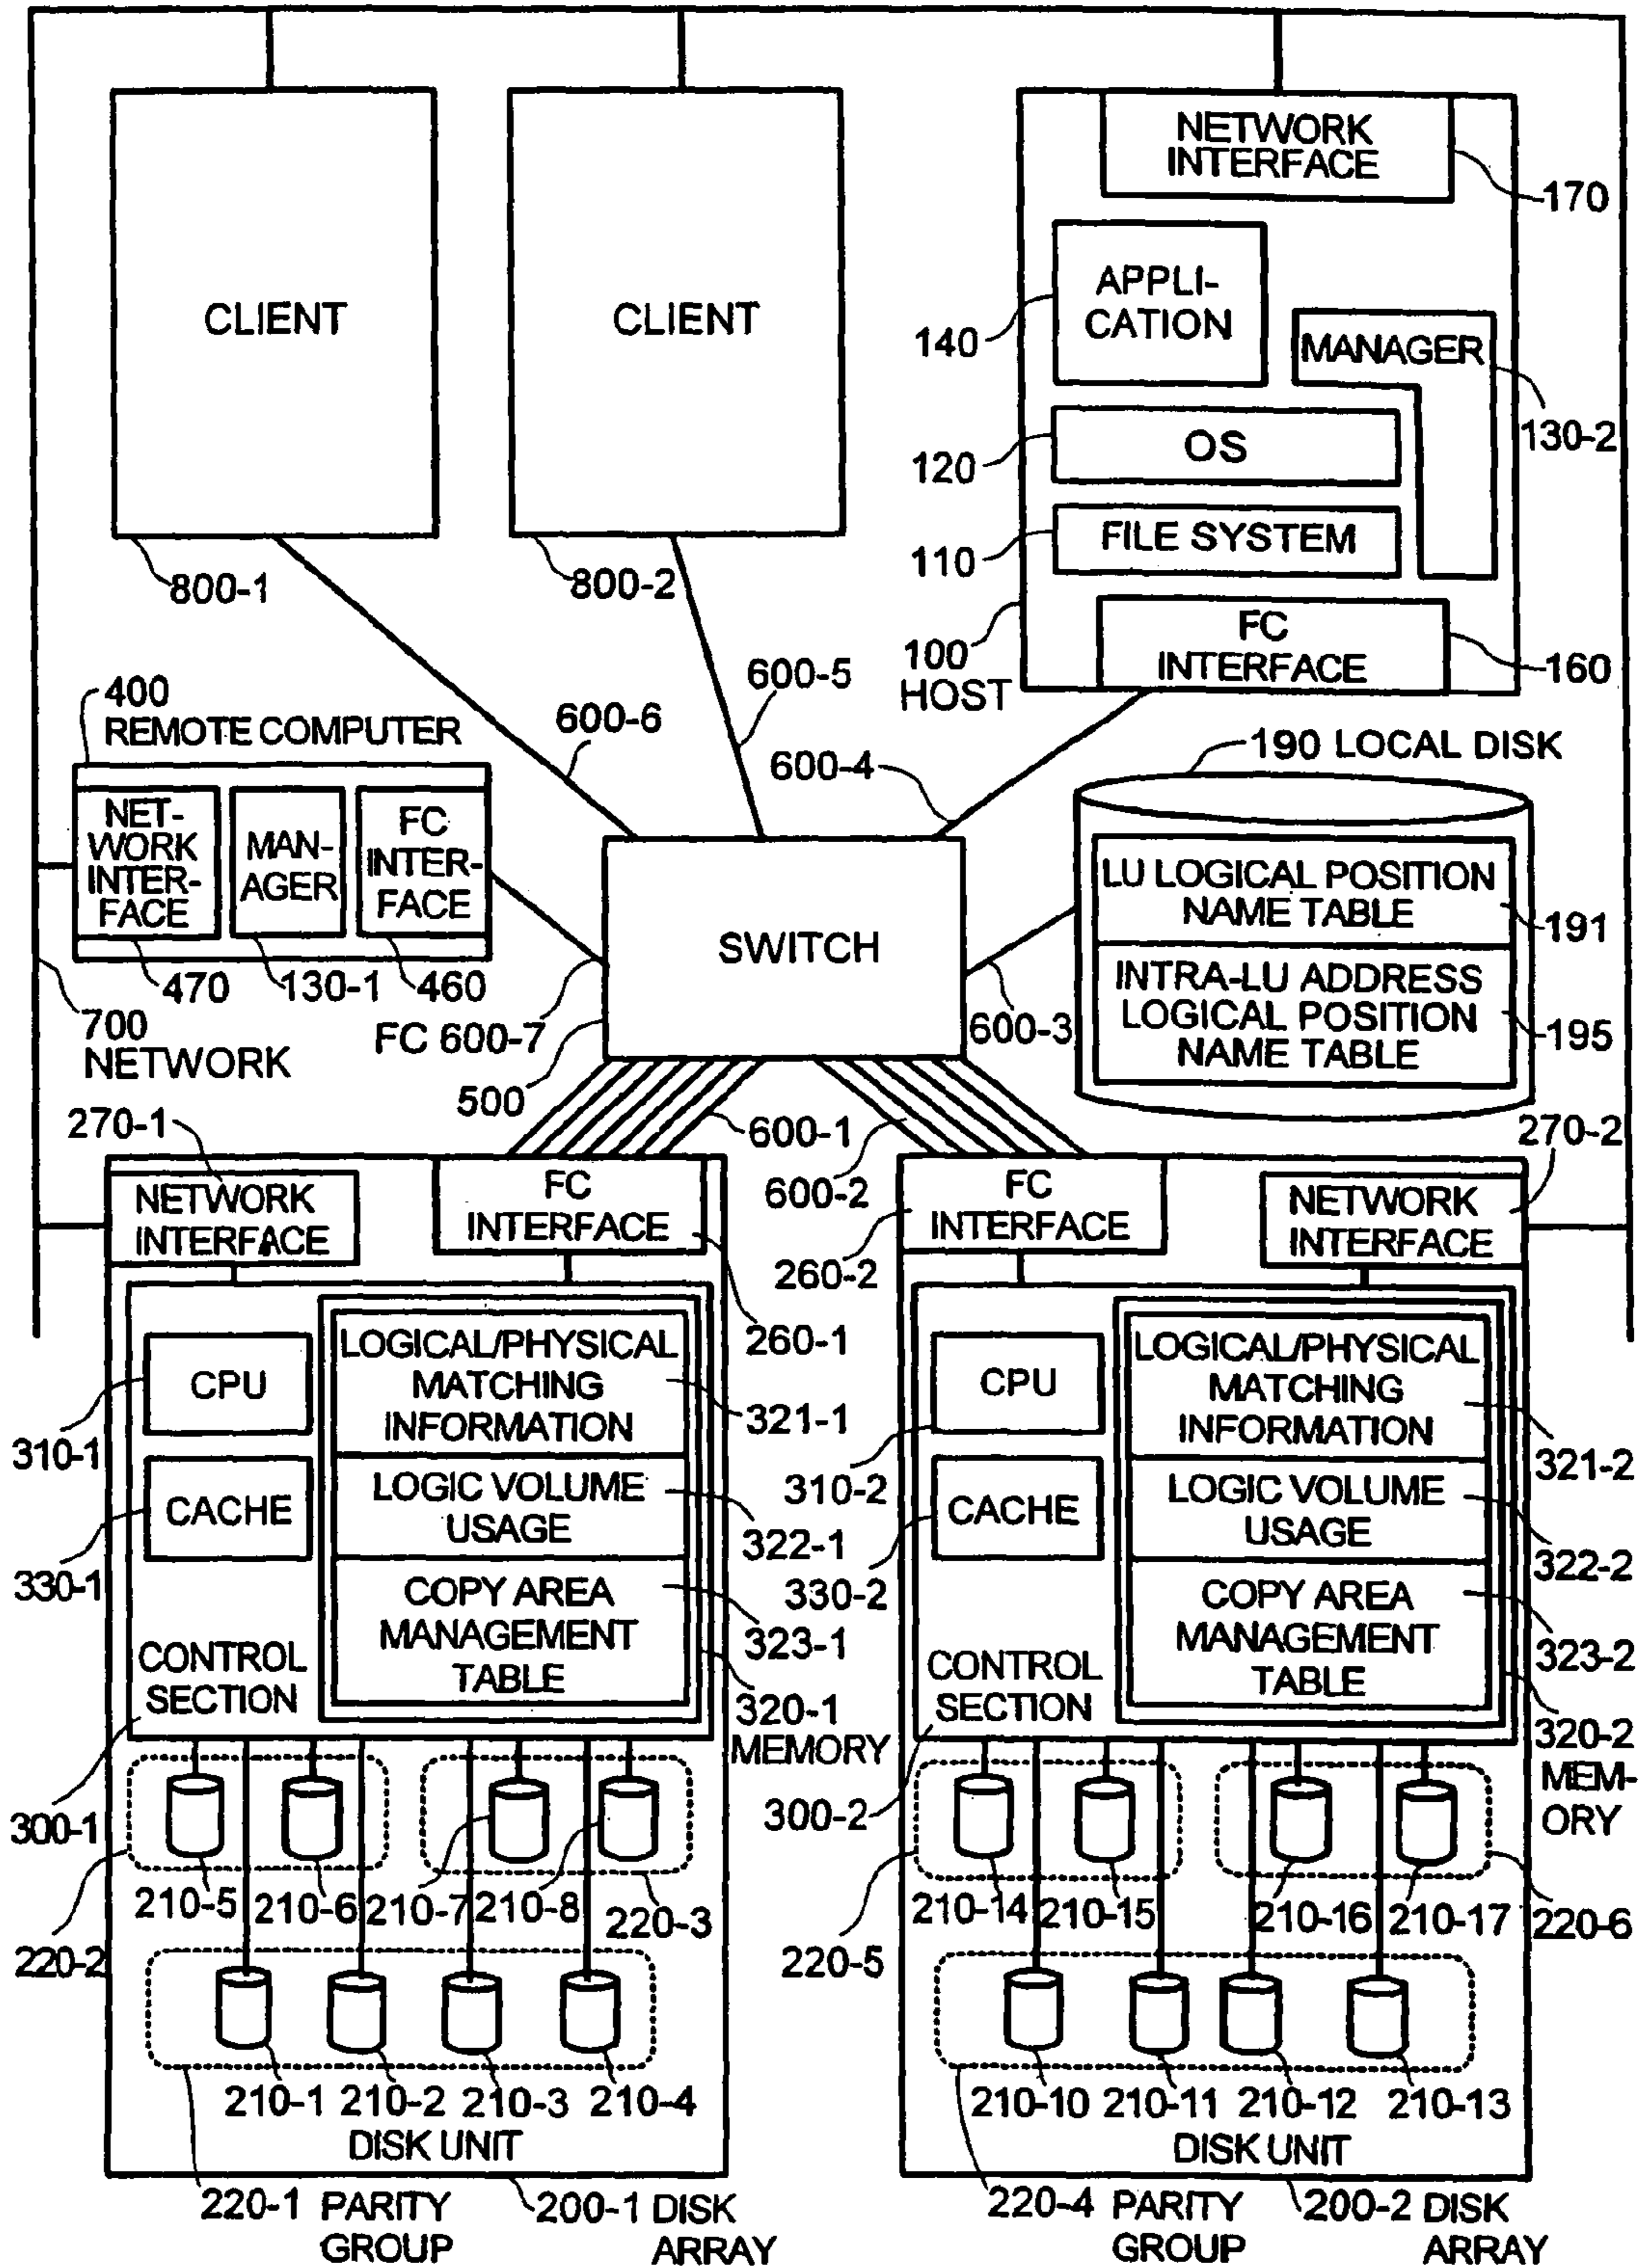 NETWORK
INTERFACE
170
CLIENT
CLIENT
APPLI-
CATION
140
MANAGER
130-2
OS
120
FILE SYSTEM
110
800-1
800-2
100
HOST
FC
INTERFACE
160
600-5
600-6
600-4
400
REMOTE COMPUTER
190 LOCAL DISK
NET-
WORK
INTER-
FACE
MAN-
AGER
FC
INTER-
FACE
SWITCH
LU LOGICAL POSITION
NAME TABLE
191
INTRA-LU ADDRESS
LOGICAL POSITION
NAME TABLE
195
470
130-1
460
700
NETWORK
FC 600-7
500
600-3
270-1
600-1
600-2
270-2
NETWORK
INTERFACE
FC
INTERFACE
260-1
FC
INTERFACE
260-2
NETWORK
INTERFACE
CPU
310-1
CACHE
330-1
LOGICAL/PHYSICAL
MATCHING
INFORMATION
321-1
LOGIC VOLUME
USAGE
322-1
COPY AREA
MANAGEMENT
TABLE
323-1
CONTROL
SECTION
320-1
MEMORY
300-1
CPU
310-2
CACHE
330-2
LOGICAL/PHYSICAL
MATCHING
INFORMATION
321-2
LOGIC VOLUME
USAGE
322-2
COPY AREA
MANAGEMENT
TABLE
323-2
CONTROL
SECTION
320-2
MEM-
ORY
300-2
210-5
210-6
210-7
210-8
220-3
220-2
210-14
210-15
210-16
210-17
220-6
220-5
210-1
210-2
210-3
210-4
DISK UNIT
210-10
210-11
210-12
210-13
DISK UNIT
220-1 PARITY
GROUP
200-1 DISK
ARRAY
220-4 PARITY
GROUP
200-2 DISK
ARRAY